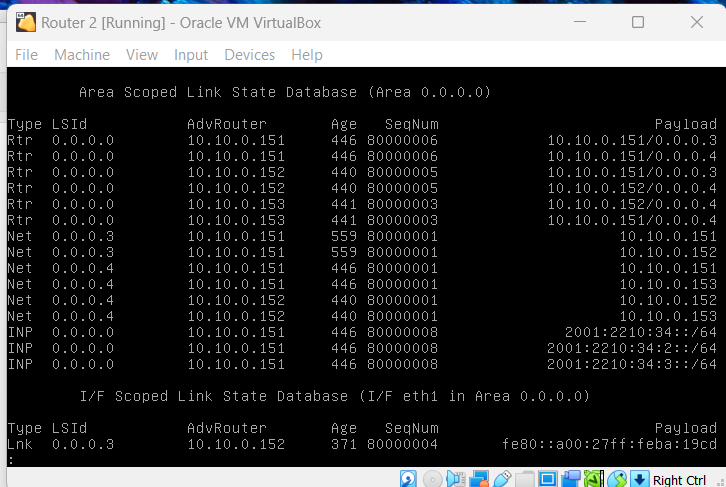 Router 2 [Running] - Oracle VM VirtualBox
File Machine View Input Devices Help
Area Scoped Link State Database (Area 0.0.0.0)
Type LSId AdvRouter Age SeqNum Payload
Rtr 0.0.0.0 10.10.0.151 446 80000006 10.10.0.151/0.0.0.3
Rtr 0.0.0.0 10.10.0.151 446 80000006 10.10.0.151/0.0.0.4
Rtr 0.0.0.0 10.10.0.152 440 80000005 10.10.0.151/0.0.0.3
Rtr 0.0.0.0 10.10.0.152 440 80000005 10.10.0.152/0.0.0.4
Rtr 0.0.0.0 10.10.0.153 441 80000003 10.10.0.152/0.0.0.4
Rtr 0.0.0.0 10.10.0.153 441 80000003 10.10.0.151/0.0.0.4
Net 0.0.0.3 10.10.0.151 559 80000001 10.10.0.151
Net 0.0.0.3 10.10.0.151 559 80000001 10.10.0.152
Net 0.0.0.4 10.10.0.151 446 80000001 10.10.0.151
Net 0.0.0.4 10.10.0.151 446 80000001 10.10.0.153
Net 0.0.0.4 10.10.0.152 440 80000001 10.10.0.152
Net 0.0.0.4 10.10.0.152 440 80000001 10.10.0.153
INP 0.0.0.0 10.10.0.151 446 80000008 2001:2210:34::/64
INP 0.0.0.0 10.10.0.151 446 80000008 2001:2210:34:2::/64
INP 0.0.0.0 10.10.0.151 446 80000008 2001:2210:34:3::/64
I/F Scoped Link State Database (I/F eth1 in Area 0.0.0.0)
Type LSId AdvRouter Age SeqNum Payload
Lnk 0.0.0.3 10.10.0.152 371 80000004 fe80::a00:27ff:feba:19cd
:
Right Ctrl